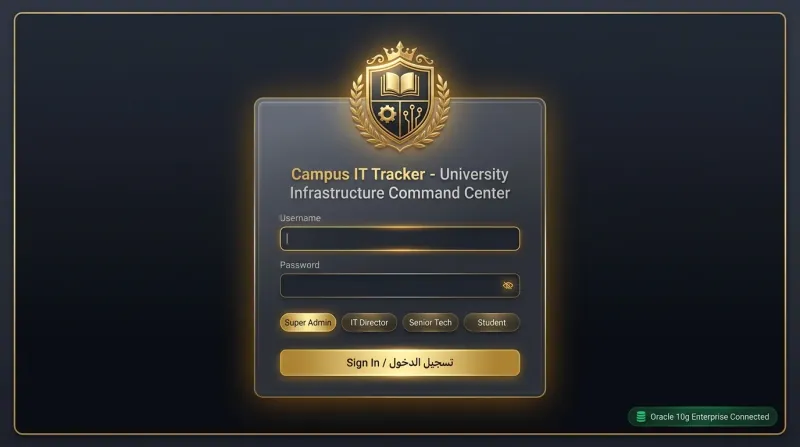 Campus IT Tracker - University
Infrastructure Command Center
Username
Password
Super Admin
IT Director
Senior Tech
Student
Sign In / تسجيل الدخول
Oracle 10g Enterprise Connected